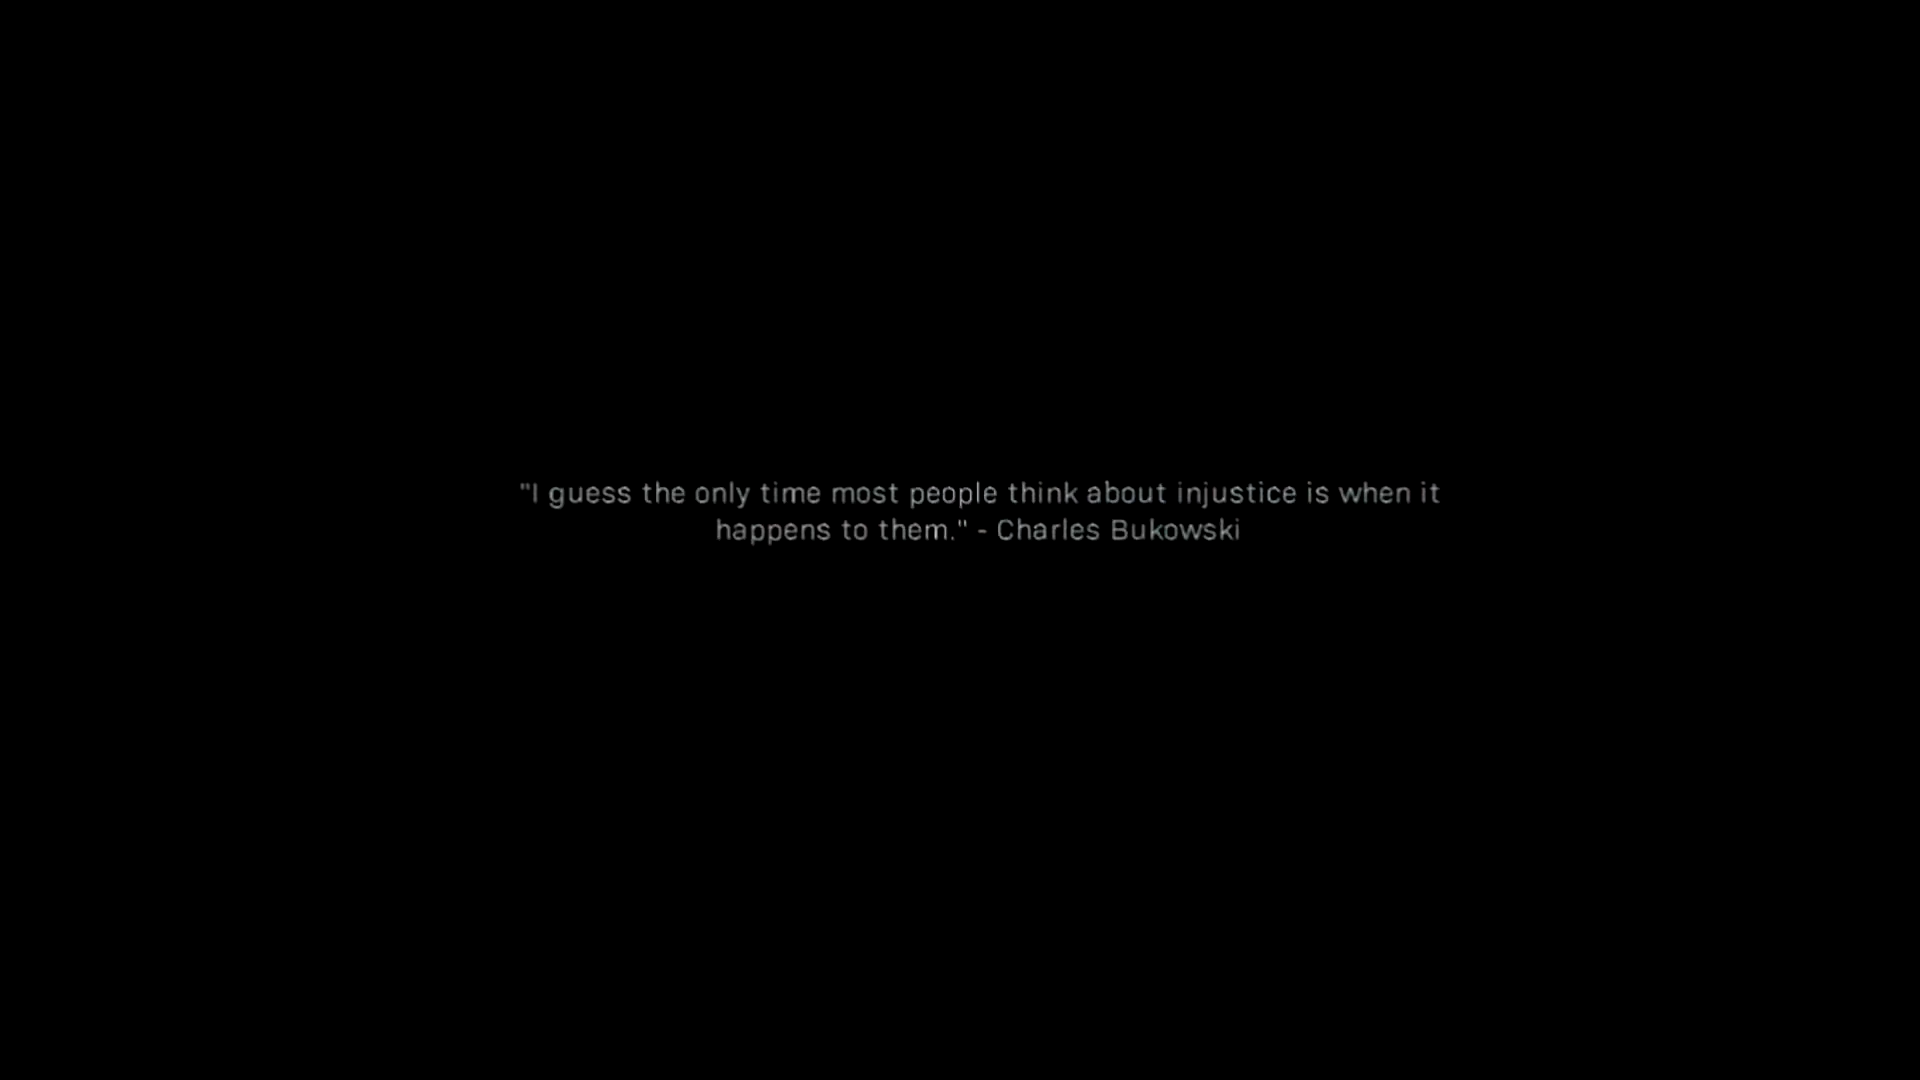 "I guess the only time most people think about injustice is when it
happens to them." - Charles Bukowski